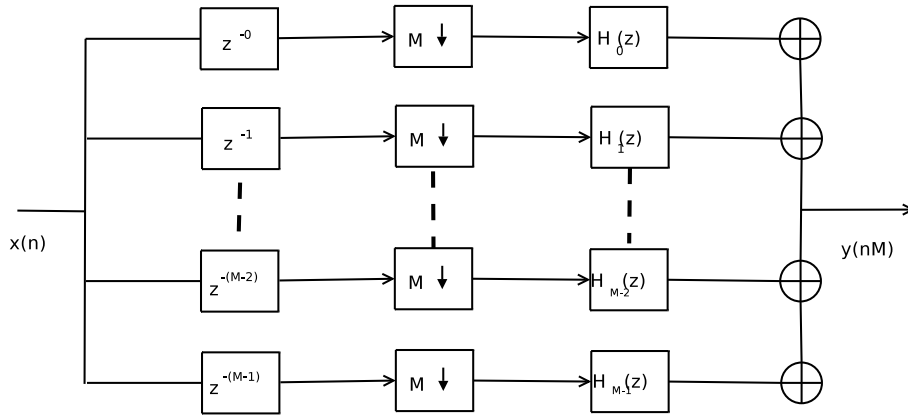 z -0 M ↓ H 0 (z)
z -1 M ↓ H 1 (z)
x(n) y(nM)
z -(M-2) M ↓ H M-2 (z)
z -(M-1) M ↓ H M-1 (z)